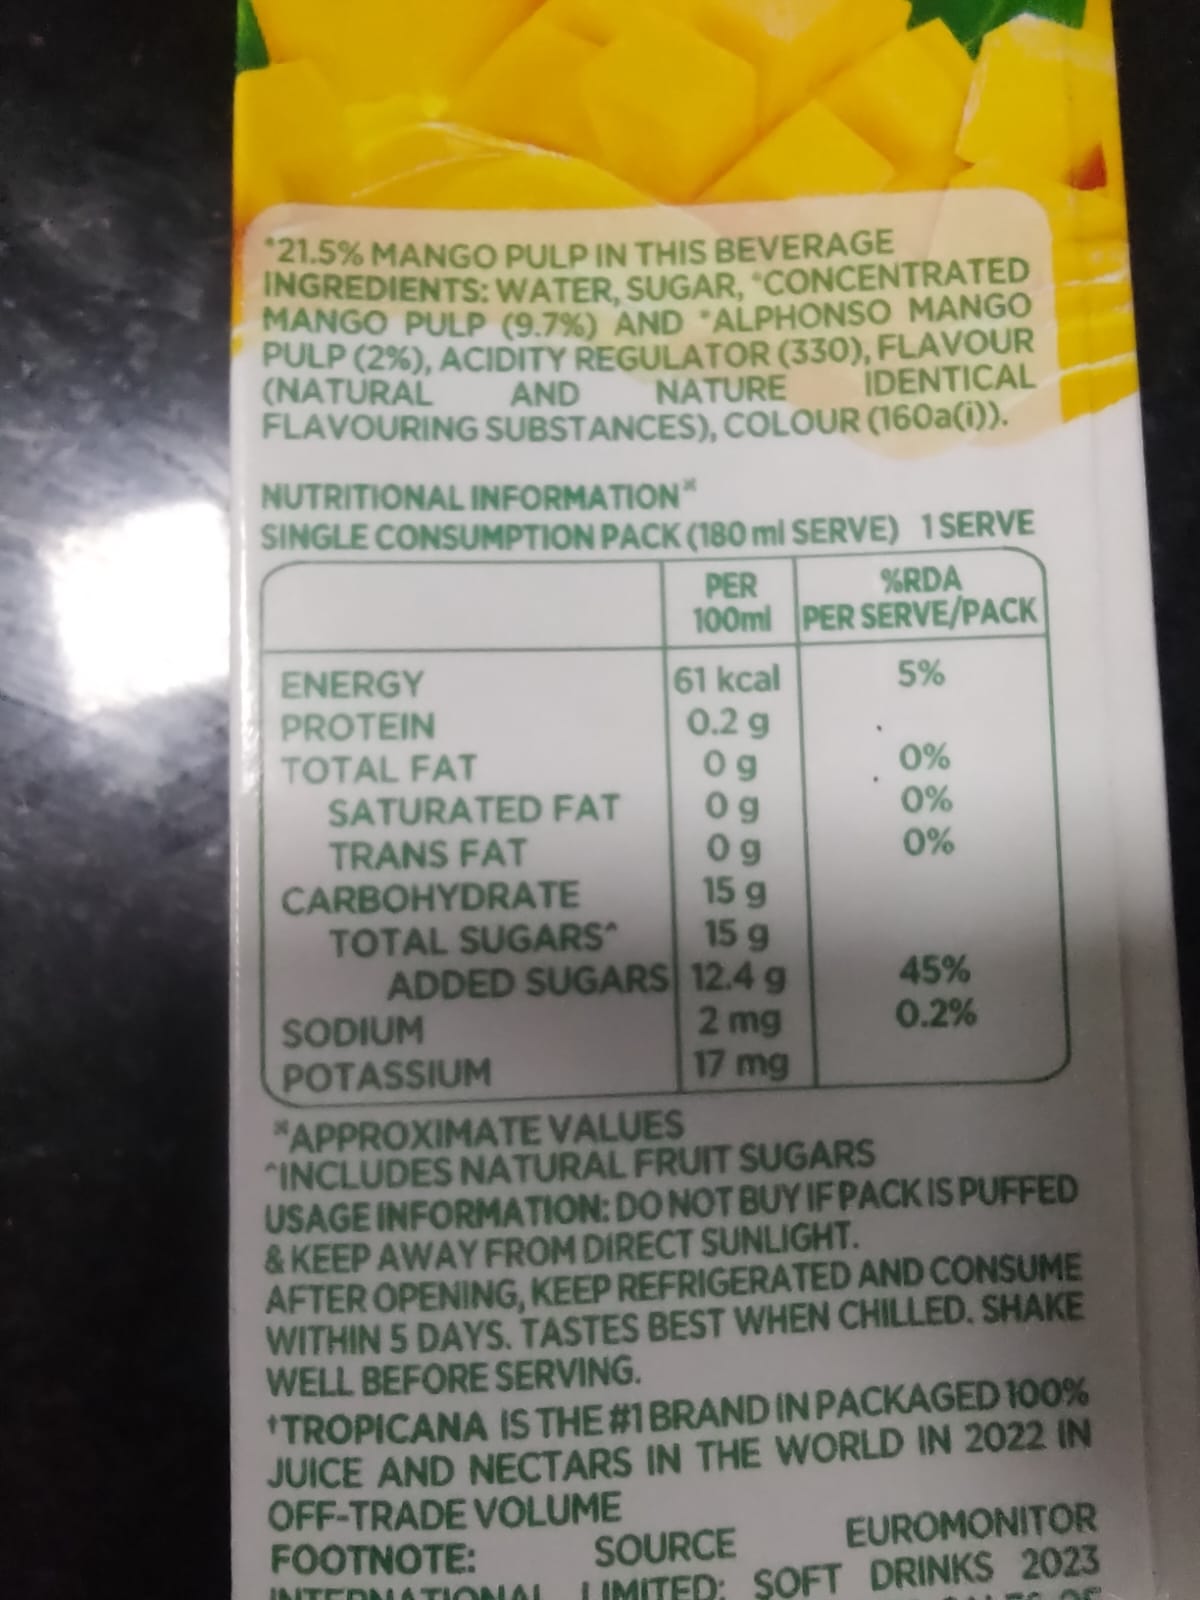 *21.5% MANGO PULP IN THIS BEVERAGE
INGREDIENTS: WATER, SUGAR, *CONCENTRATED
MANGO PULP (9.7%) AND *ALPHONSO MANGO
PULP (2%), ACIDITY REGULATOR (330), FLAVOUR
(NATURAL AND NATURE IDENTICAL
FLAVOURING SUBSTANCES), COLOUR (160a(i)).
NUTRITIONAL INFORMATION※
SINGLE CONSUMPTION PACK (180 ml SERVE) 1 SERVE
PER %RDA
100ml PER SERVE/PACK
ENERGY 61 kcal 5%
PROTEIN 0.2 g
TOTAL FAT 0 g 0%
SATURATED FAT 0 g 0%
TRANS FAT 0 g 0%
CARBOHYDRATE 15 g
TOTAL SUGARS^ 15 g
ADDED SUGARS 12.4 g 45%
SODIUM 2 mg 0.2%
POTASSIUM 17 mg
※APPROXIMATE VALUES
^INCLUDES NATURAL FRUIT SUGARS
USAGE INFORMATION: DO NOT BUY IF PACK IS PUFFED
& KEEP AWAY FROM DIRECT SUNLIGHT.
AFTER OPENING, KEEP REFRIGERATED AND CONSUME
WITHIN 5 DAYS. TASTES BEST WHEN CHILLED. SHAKE
WELL BEFORE SERVING.
†TROPICANA IS THE #1 BRAND IN PACKAGED 100%
JUICE AND NECTARS IN THE WORLD IN 2022 IN
OFF-TRADE VOLUME
FOOTNOTE: SOURCE EUROMONITOR
INTERNATIONAL LIMITED: SOFT DRINKS 2023